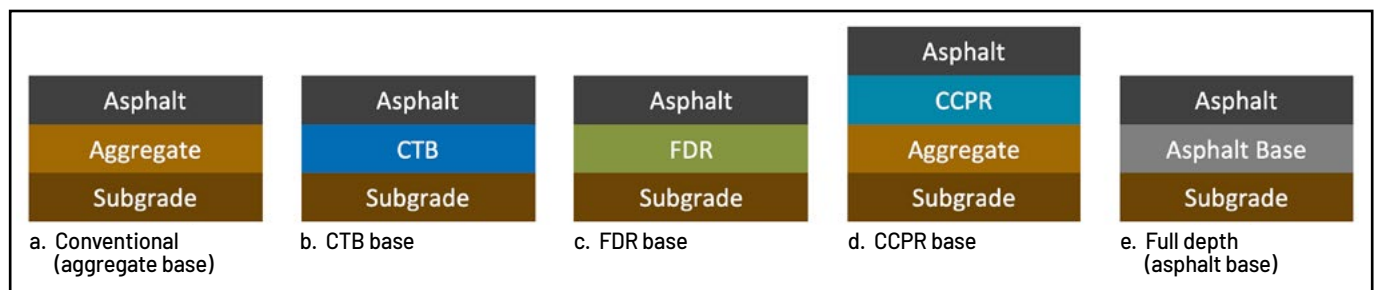 Asphalt
Aggregate
Subgrade
a. Conventional
(aggregate base)
Asphalt
CTB
Subgrade
b. CTB base
Asphalt
FDR
Subgrade
c. FDR base
Asphalt
CCPR
Aggregate
Subgrade
d. CCPR base
Asphalt
Asphalt Base
Subgrade
e. Full depth
(asphalt base)